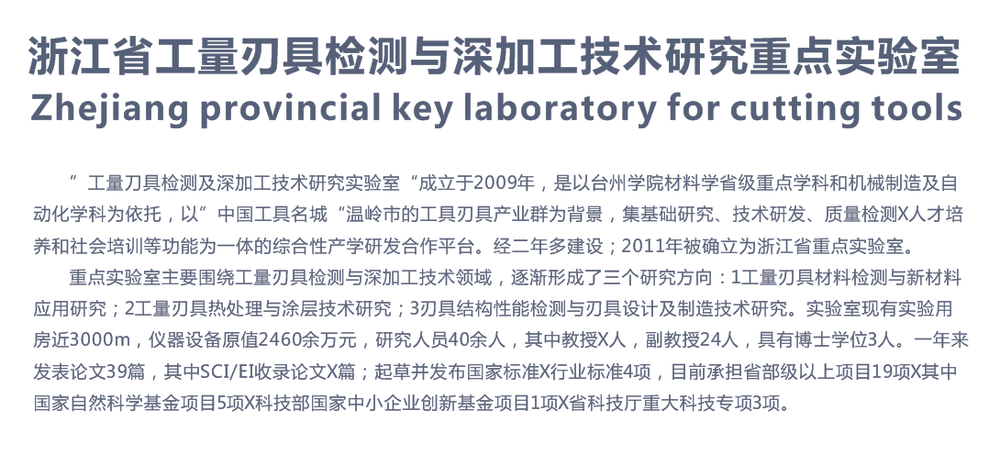 浙江省工量刃具检测与深加工技术研究重点实验室
Zhejiang provincial key laboratory for cutting tools
”工量刀具检测及深加工技术研究实验室“成立于2009年，是以台州学院材料学省级重点学科和机械制造及自
动化学科为依托，以”中国工具名城“温岭市的工具刃具产业群为背景，集基础研究、技术研发、质量检测X人才培
养和社会培训等功能为一体的综合性产学研发合作平台。经二年多建设；2011年被确立为浙江省重点实验室。
重点实验室主要围绕工量刃具检测与深加工技术领域，逐渐形成了三个研究方向：1工量刃具材料检测与新材料
应用研究；2工量刃具热处理与涂层技术研究；3刃具结构性能检测与刃具设计及制造技术研究。实验室现有实验用
房近3000m，仪器设备原值2460余万元，研究人员40余人，其中教授X人，副教授24人，具有博士学位3人。一年来
发表论文39篇，其中SCI/EI收录论文X篇；起草并发布国家标准X行业标准4项，目前承担省部级以上项目19项X其中
国家自然科学基金项目5项X科技部国家中小企业创新基金项目1项X省科技厅重大科技专项3项。